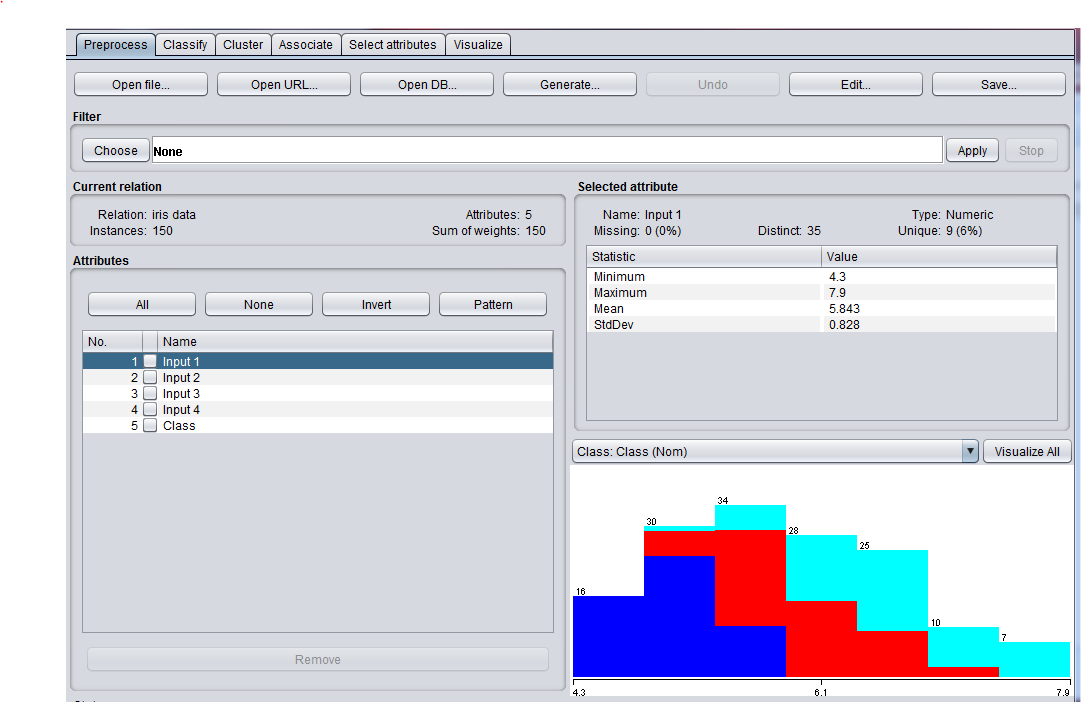 Preprocess Classify Cluster Associate Select attributes Visualize
Open file... Open URL... Open DB... Generate... Undo Edit... Save...
Filter
Choose None Apply Stop
Current relation
Relation: iris data Attributes: 5
Instances: 150 Sum of weights: 150
Attributes
All None Invert Pattern
No. Name
1 Input 1
2 Input 2
3 Input 3
4 Input 4
5 Class
Remove
Selected attribute
Name: Input 1 Type: Numeric
Missing: 0 (0%) Distinct: 35 Unique: 9 (6%)
Statistic Value
Minimum 4.3
Maximum 7.9
Mean 5.843
StdDev 0.828
Class: Class (Nom) Visualize All
16 30 34 28 25 10 7
4.3 6.1 7.9